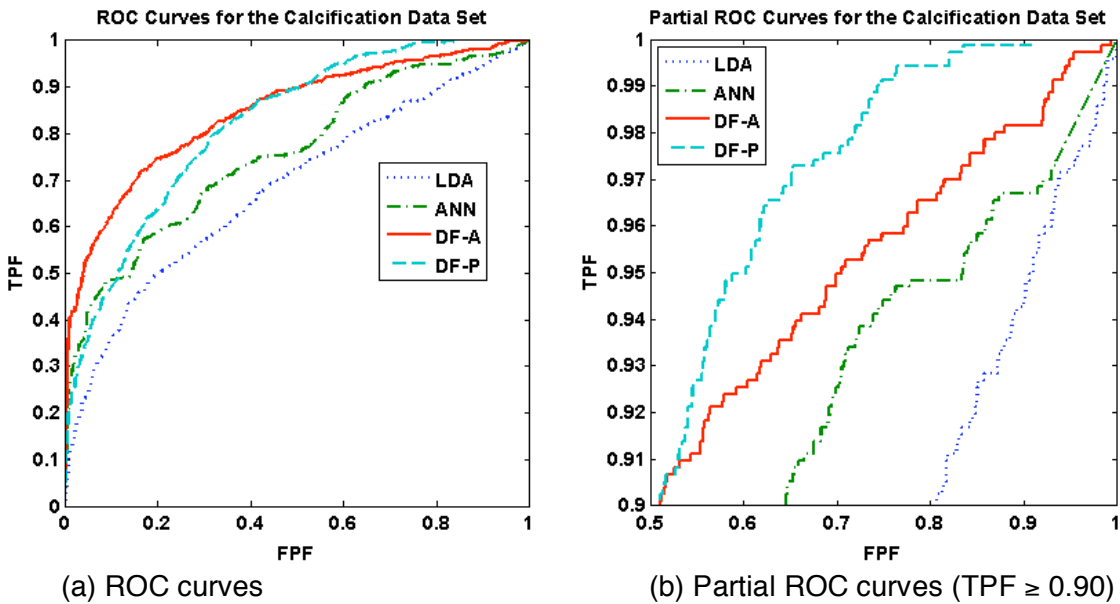 ROC Curves for the Calcification Data Set
1
0.9
0.8
0.7
0.6
0.5
0.4
0.3
0.2
0.1
0
TPF
LDA
ANN
DF-A
DF-P
0
0.2
0.4
0.6
0.8
1
FPF
(a) ROC curves
Partial ROC Curves for the Calcification Data Set
1
0.99
0.98
0.97
0.96
0.95
0.94
0.93
0.92
0.91
0.9
TPF
LDA
ANN
DF-A
DF-P
0.5
0.6
0.7
0.8
0.9
1
FPF
(b) Partial ROC curves (TPF ≥ 0.90)